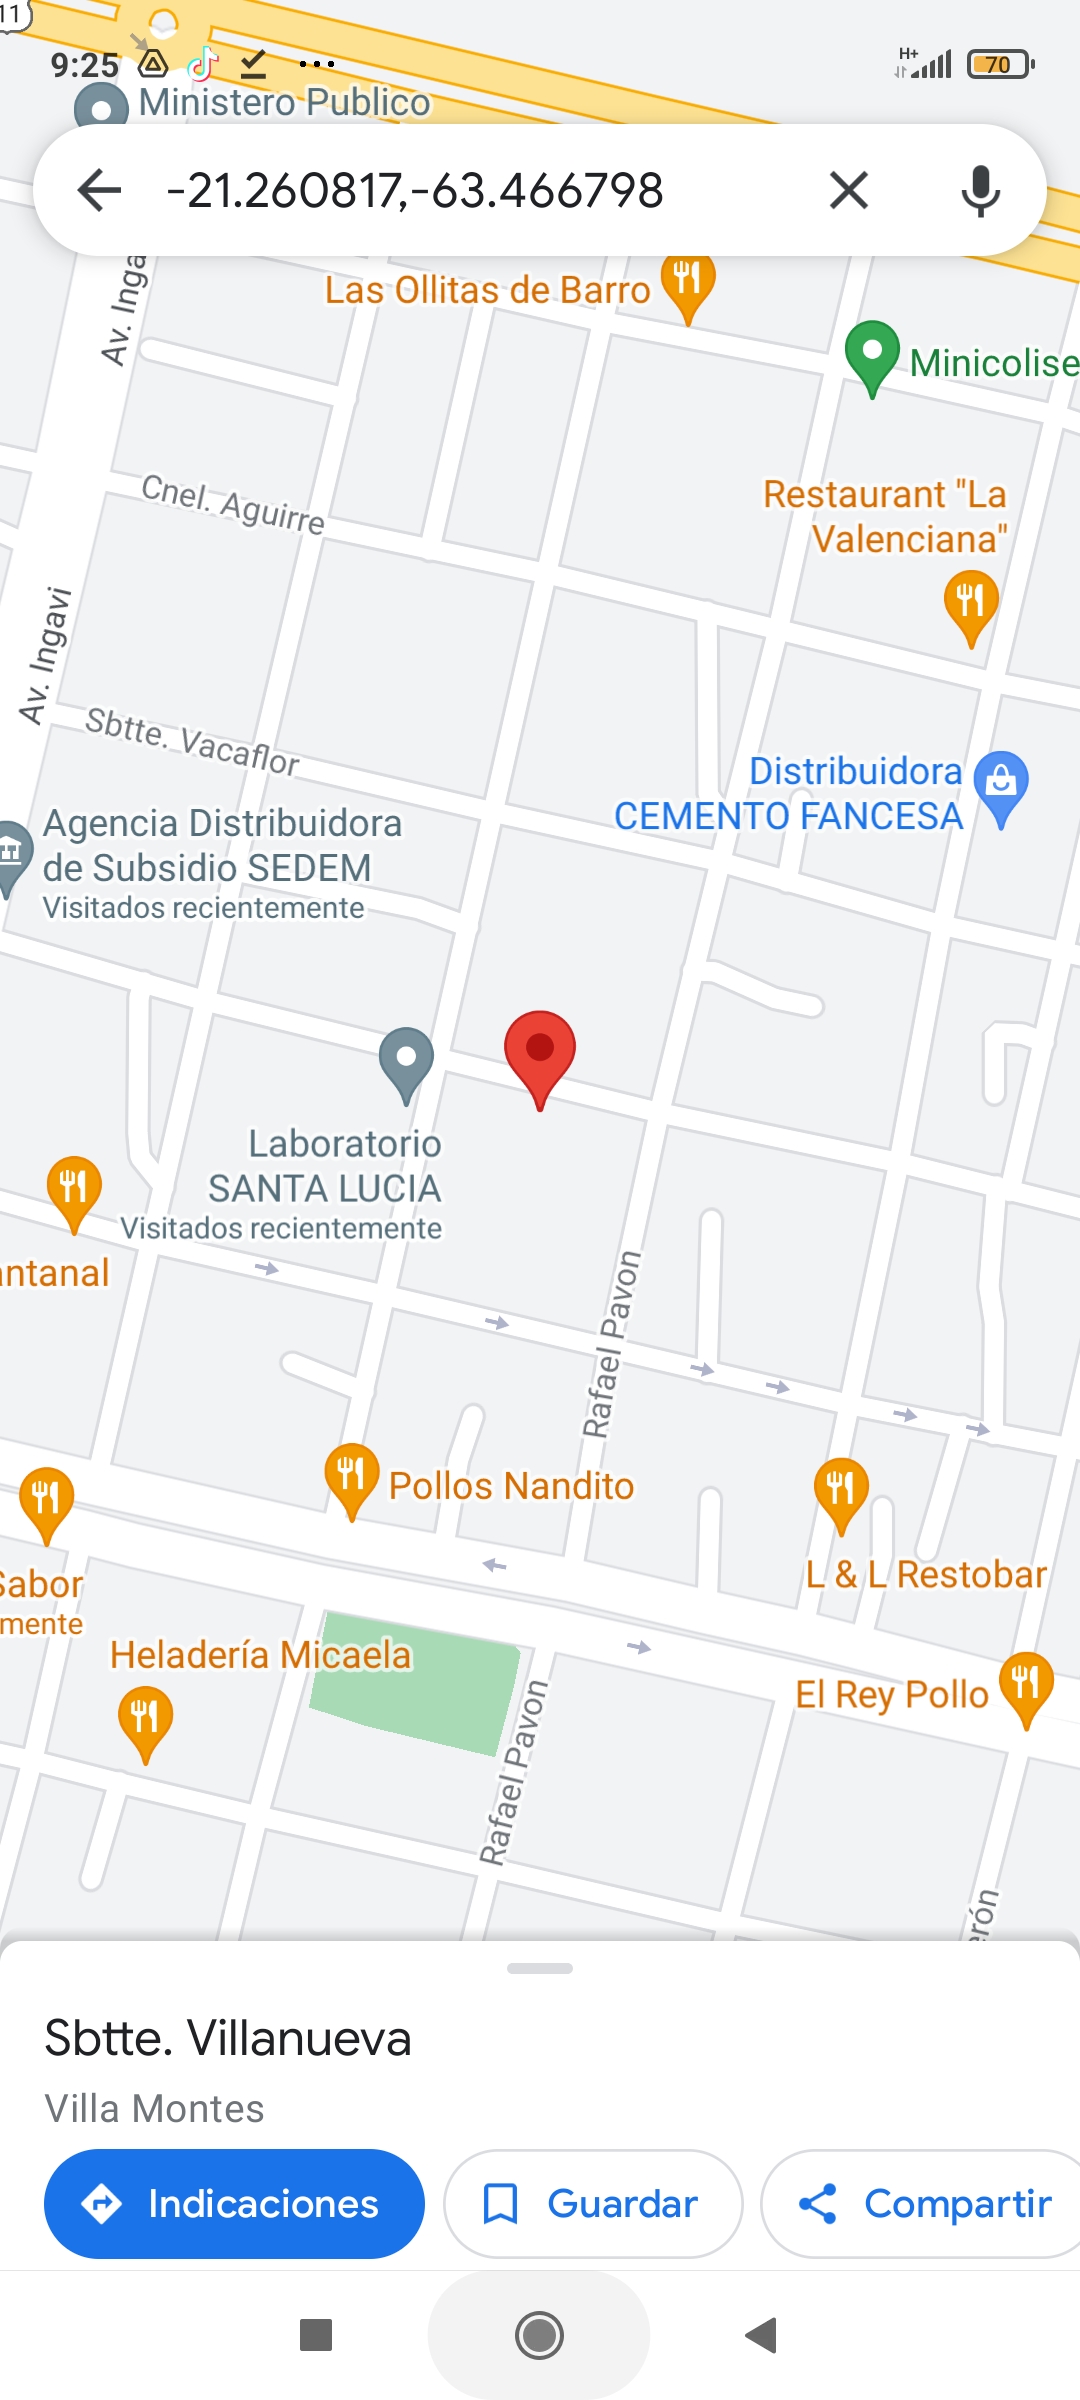 11
9:25
H+
70
Ministero Publico
-21.260817,-63.466798
Av. Inga
Las Ollitas de Barro
Minicolise
Cnel. Aguirre
Restaurant "La
Valenciana"
Av. Ingavi
Sbtte. Vacaflor
Distribuidora
CEMENTO FANCESA
Agencia Distribuidora
de Subsidio SEDEM
Visitados recientemente
Laboratorio
SANTA LUCIA
Visitados recientemente
antanal
Rafael Pavon
Pollos Nandito
L & L Restobar
Sabor
mente
Heladería Micaela
El Rey Pollo
Rafael Pavon
erón
Sbtte. Villanueva
Villa Montes
Indicaciones
Guardar
Compartir